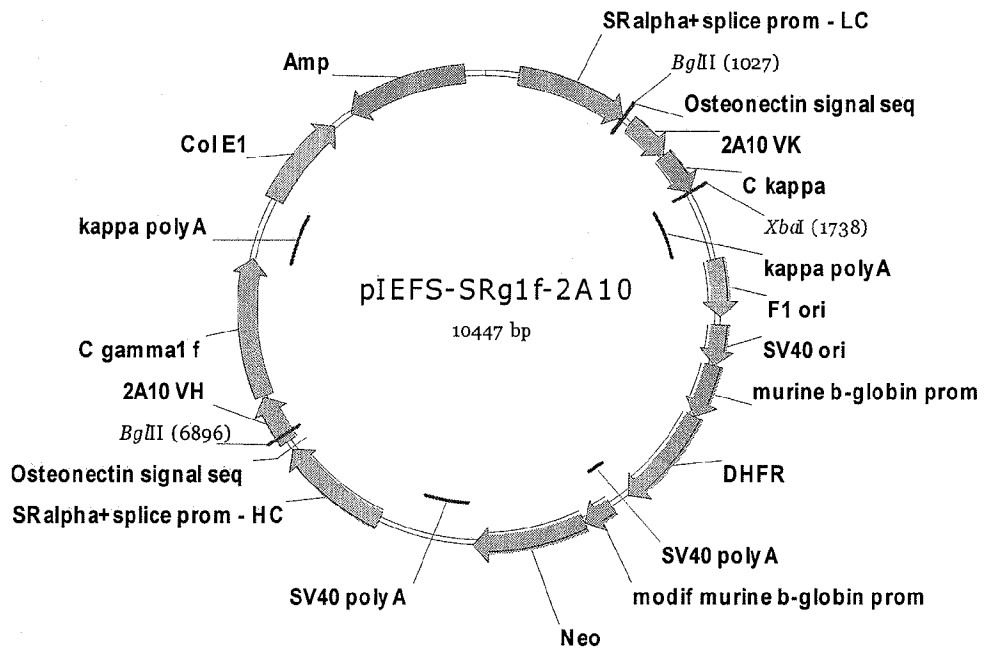 SRalpha+splice prom - LC
Amp
BglII (1027)
Osteonectin signal seq
2A10 VK
Col E1
C kappa
XbaI (1738)
kappa poly A
kappa poly A
pIEFS-SRg1f-2A10
10447 bp
F1 ori
SV40 ori
C gamma1 f
murine b-globin prom
2A10 VH
BglII (6896)
Osteonectin signal seq
DHFR
SRalpha+splice prom - HC
SV40 poly A
SV40 poly A
modif murine b-globin prom
Neo